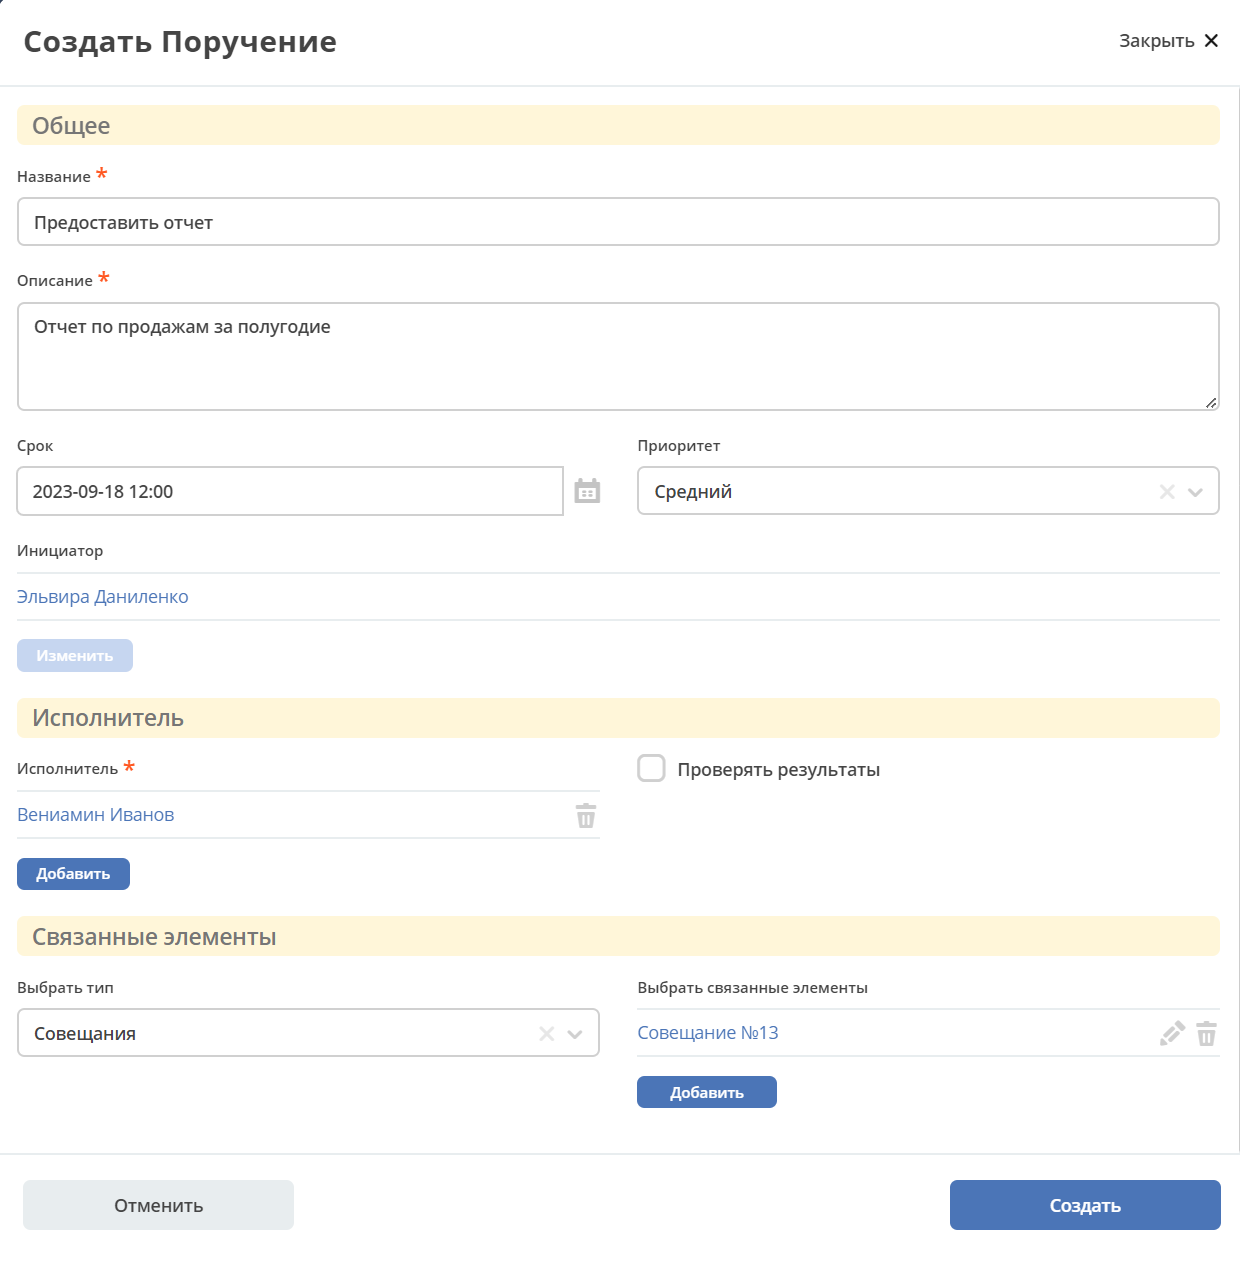 Создать Поручение
Закрыть
Общее
Название *
Предоставить отчет
Описание *
Отчет по продажам за полугодие
Срок
Приоритет
2023-09-18 12:00
Средний
Инициатор
Эльвира Даниленко
Изменить
Исполнитель
Исполнитель *
Проверять результаты
Вениамин Иванов
Добавить
Связанные элементы
Выбрать тип
Выбрать связанные элементы
Совещания
Совещание №13
Добавить
Отменить
Создать